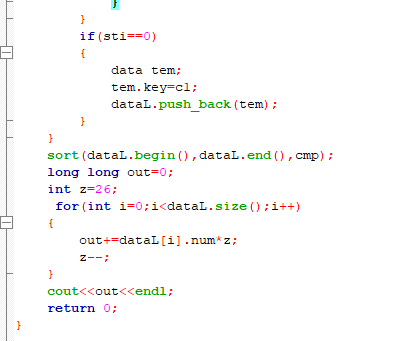 }
}
if(sti==0)
{
data tem;
tem.key=cl;
dataL.push_back(tem);
}
}
sort(dataL.begin(),dataL.end(),cmp);
long long out=0;
int z=26;
for(int i=0;i<dataL.size();i++)
{
out+=dataL[i].num*z;
z--;
}
cout<<out<<endl;
return 0;
}